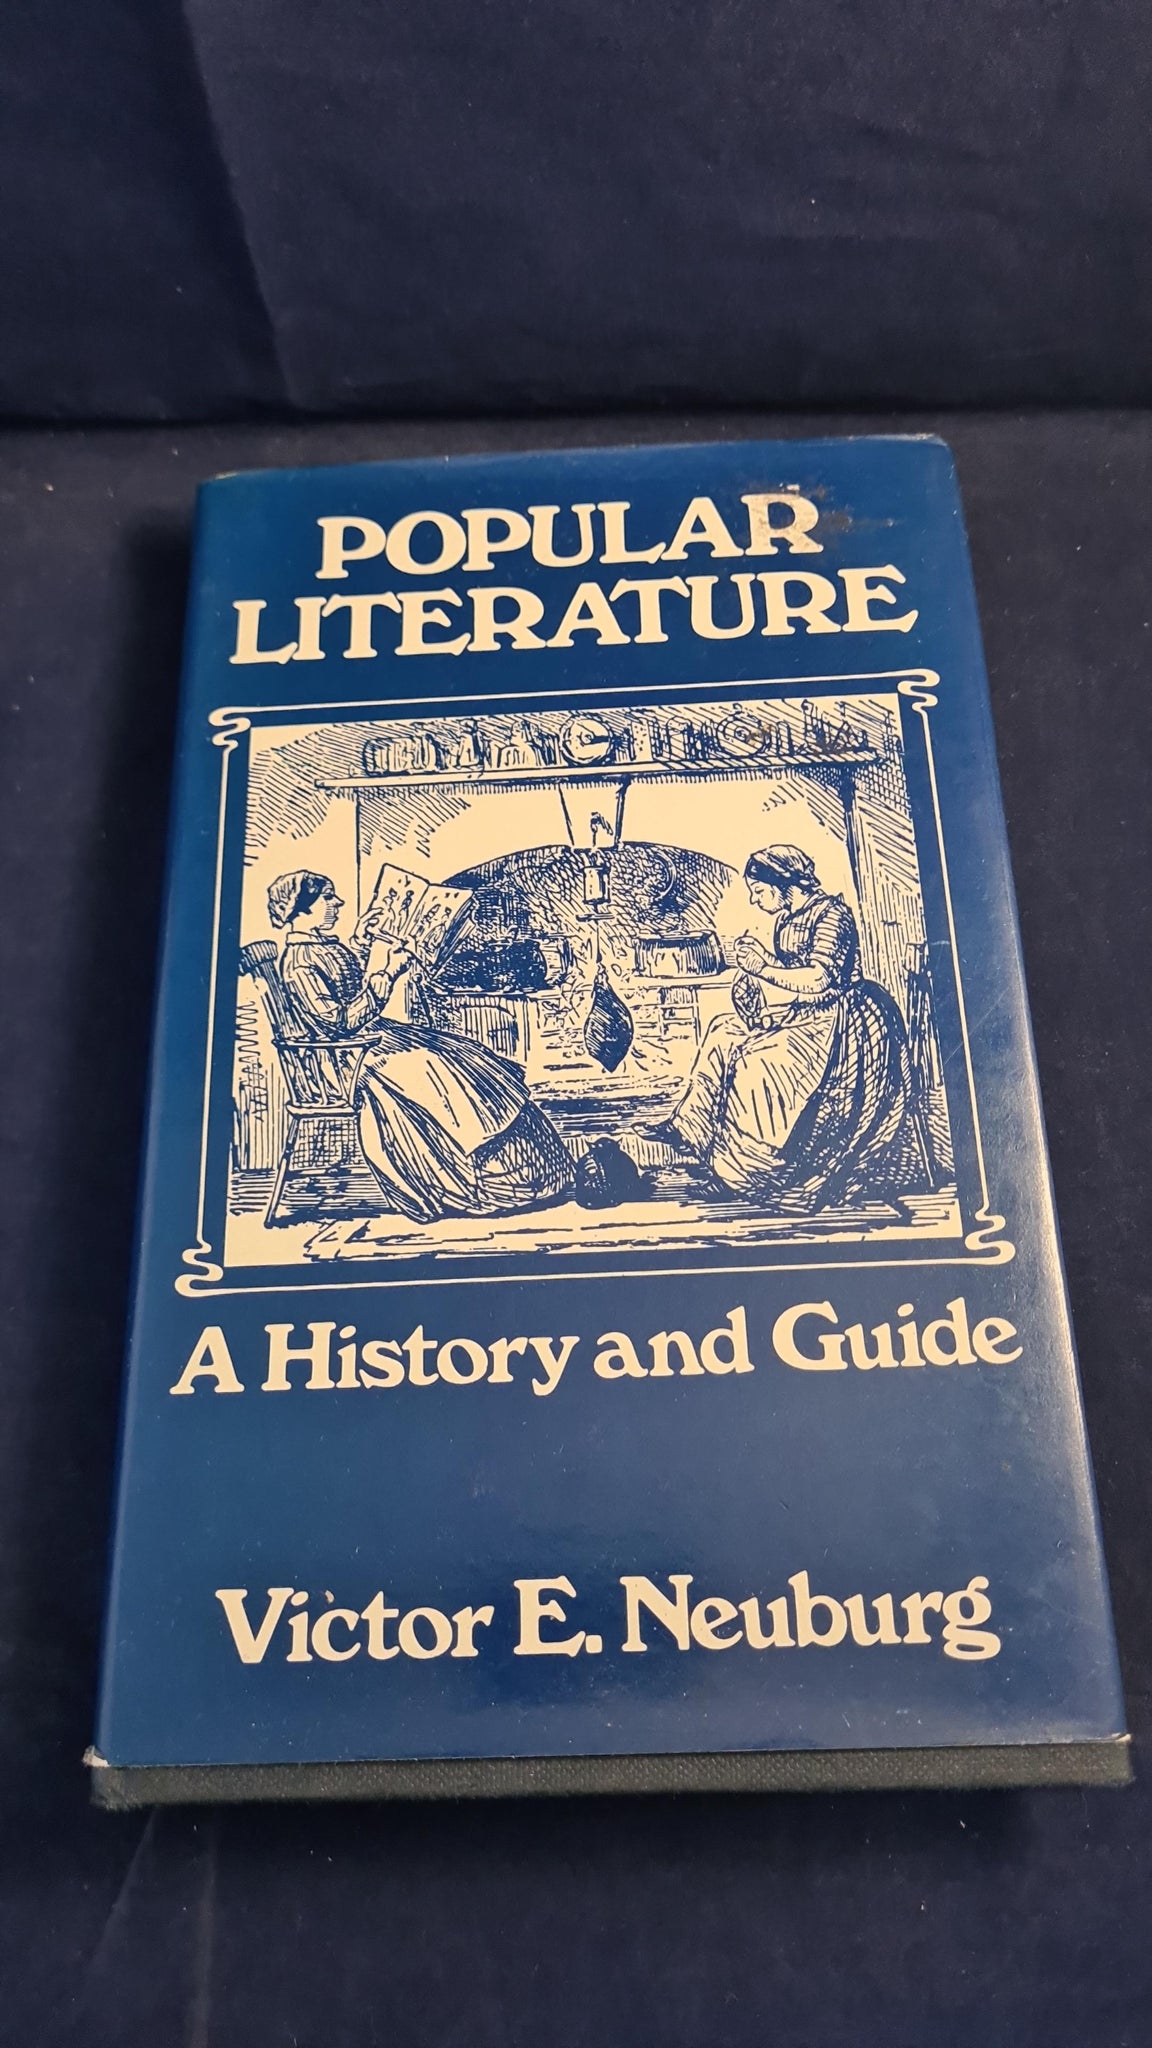 POPULAR
LITERATURE
A History and Guide
Victor E. Neuburg